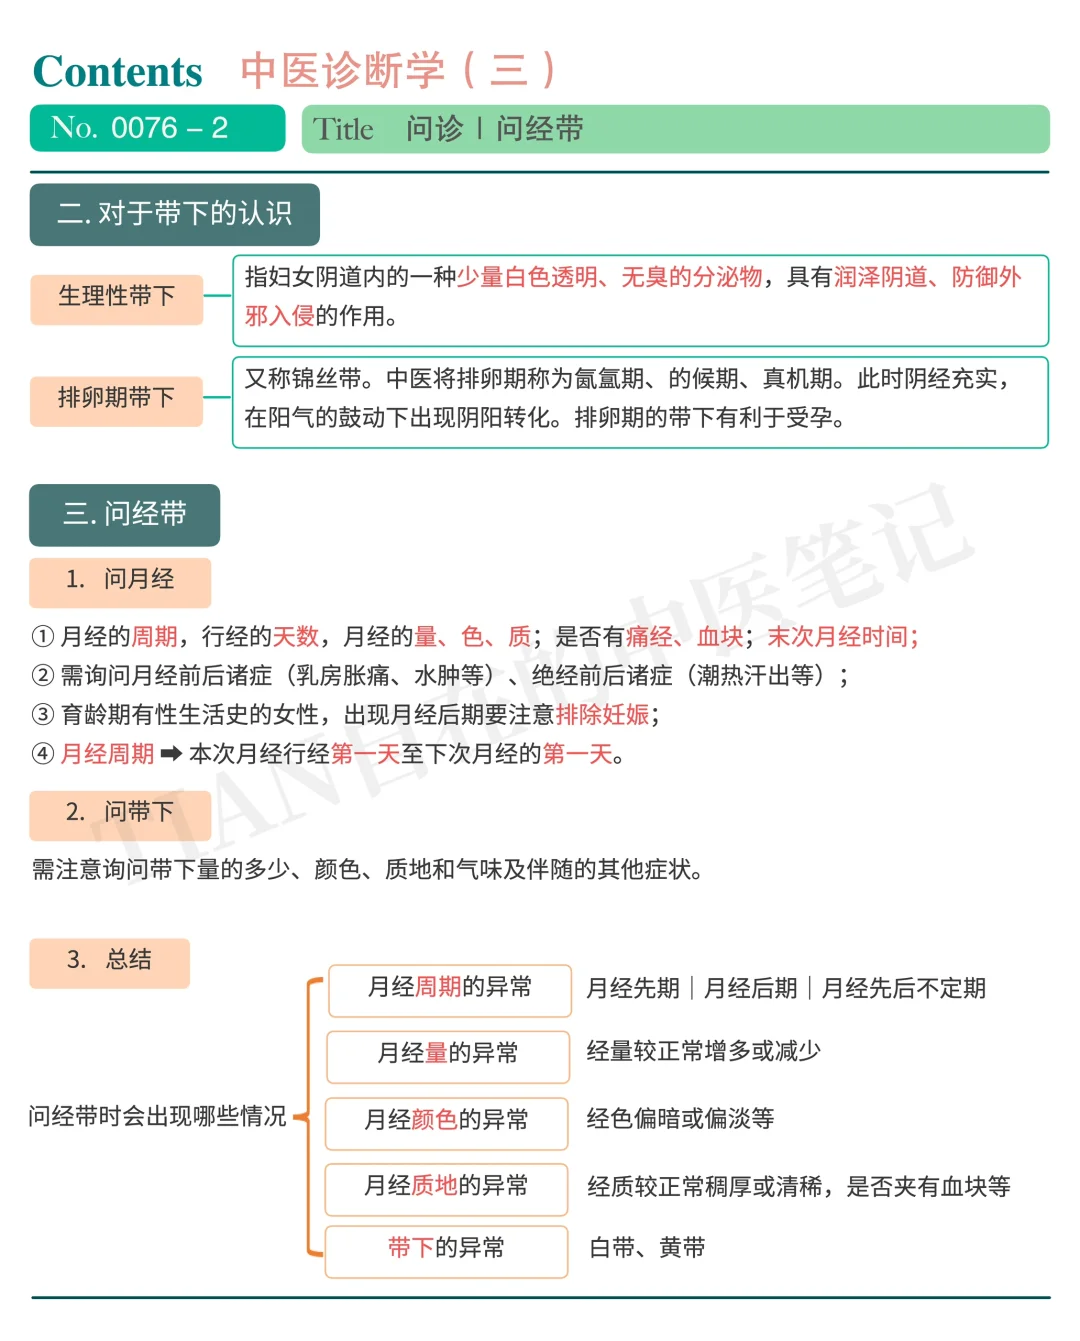 Contents 中医诊断学（三）
No. 0076 – 2
Title 问诊 | 问经带
二. 对于带下的认识
生理性带下
指妇女阴道内的一种少量白色透明、无臭的分泌物，具有润泽阴道、防御外
邪入侵的作用。
排卵期带下
又称锦丝带。中医将排卵期称为氤氲期、的候期、真机期。此时阴经充实，
在阳气的鼓动下出现阴阳转化。排卵期的带下有利于受孕。
三. 问经带
1. 问月经
① 月经的周期，行经的天数，月经的量、色、质；是否有痛经、血块；末次月经时间；
② 需询问月经前后诸症（乳房胀痛、水肿等）、绝经前后诸症（潮热汗出等）；
③ 育龄期有性生活史的女性，出现月经后期要注意排除妊娠；
④ 月经周期 ➡ 本次月经行经第一天至下次月经的第一天。
2. 问带下
需注意询问带下量的多少、颜色、质地和气味及伴随的其他症状。
3. 总结
问经带时会出现哪些情况
月经周期的异常 月经先期｜月经后期｜月经先后不定期
月经量的异常 经量较正常增多或减少
月经颜色的异常 经色偏暗或偏淡等
月经质地的异常 经质较正常稠厚或清稀，是否夹有血块等
带下的异常 白带、黄带
TIAN自在的中医笔记